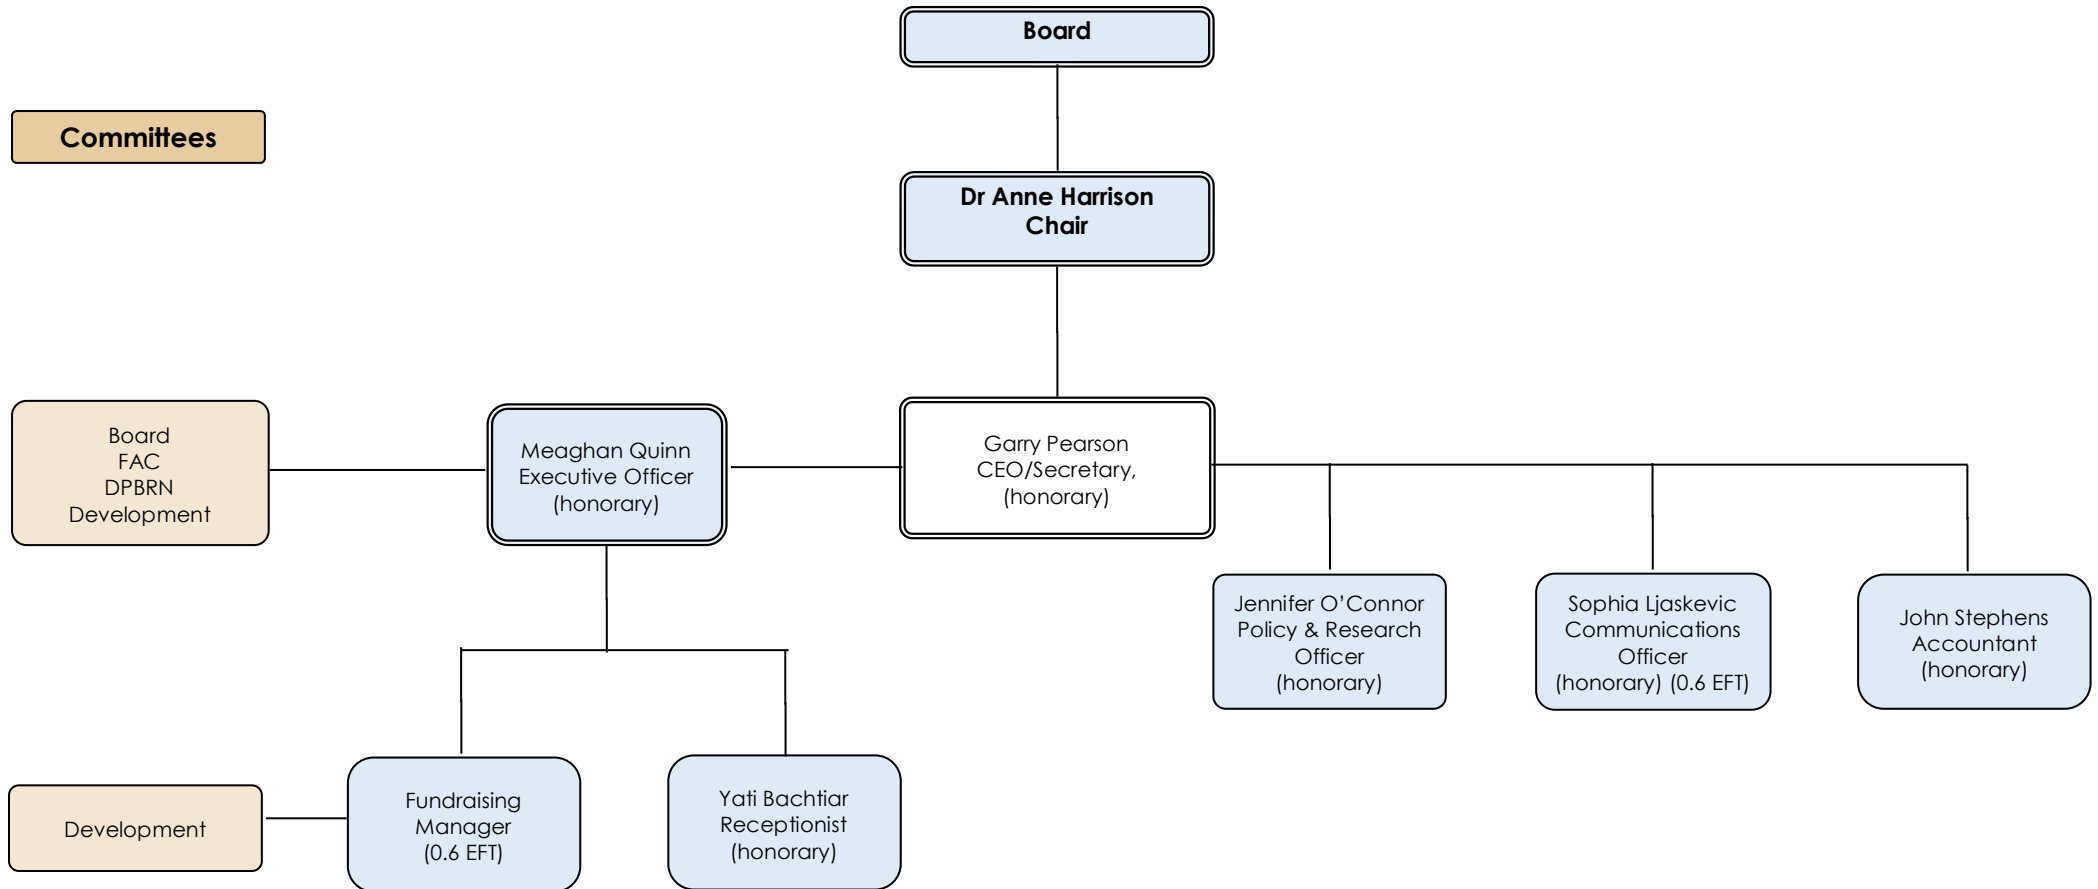 Board
Committees
Dr Anne Harrison
Chair
Board
FAC
DPBRN
Development
Meaghan Quinn
Executive Officer
(honorary)
Garry Pearson
CEO/Secretary,
(honorary)
Jennifer O’Connor
Policy & Research
Officer
(honorary)
Sophia Ljaskevic
Communications
Officer
(honorary) (0.6 EFT)
John Stephens
Accountant
(honorary)
Development
Fundraising
Manager
(0.6 EFT)
Yati Bachtiar
Receptionist
(honorary)